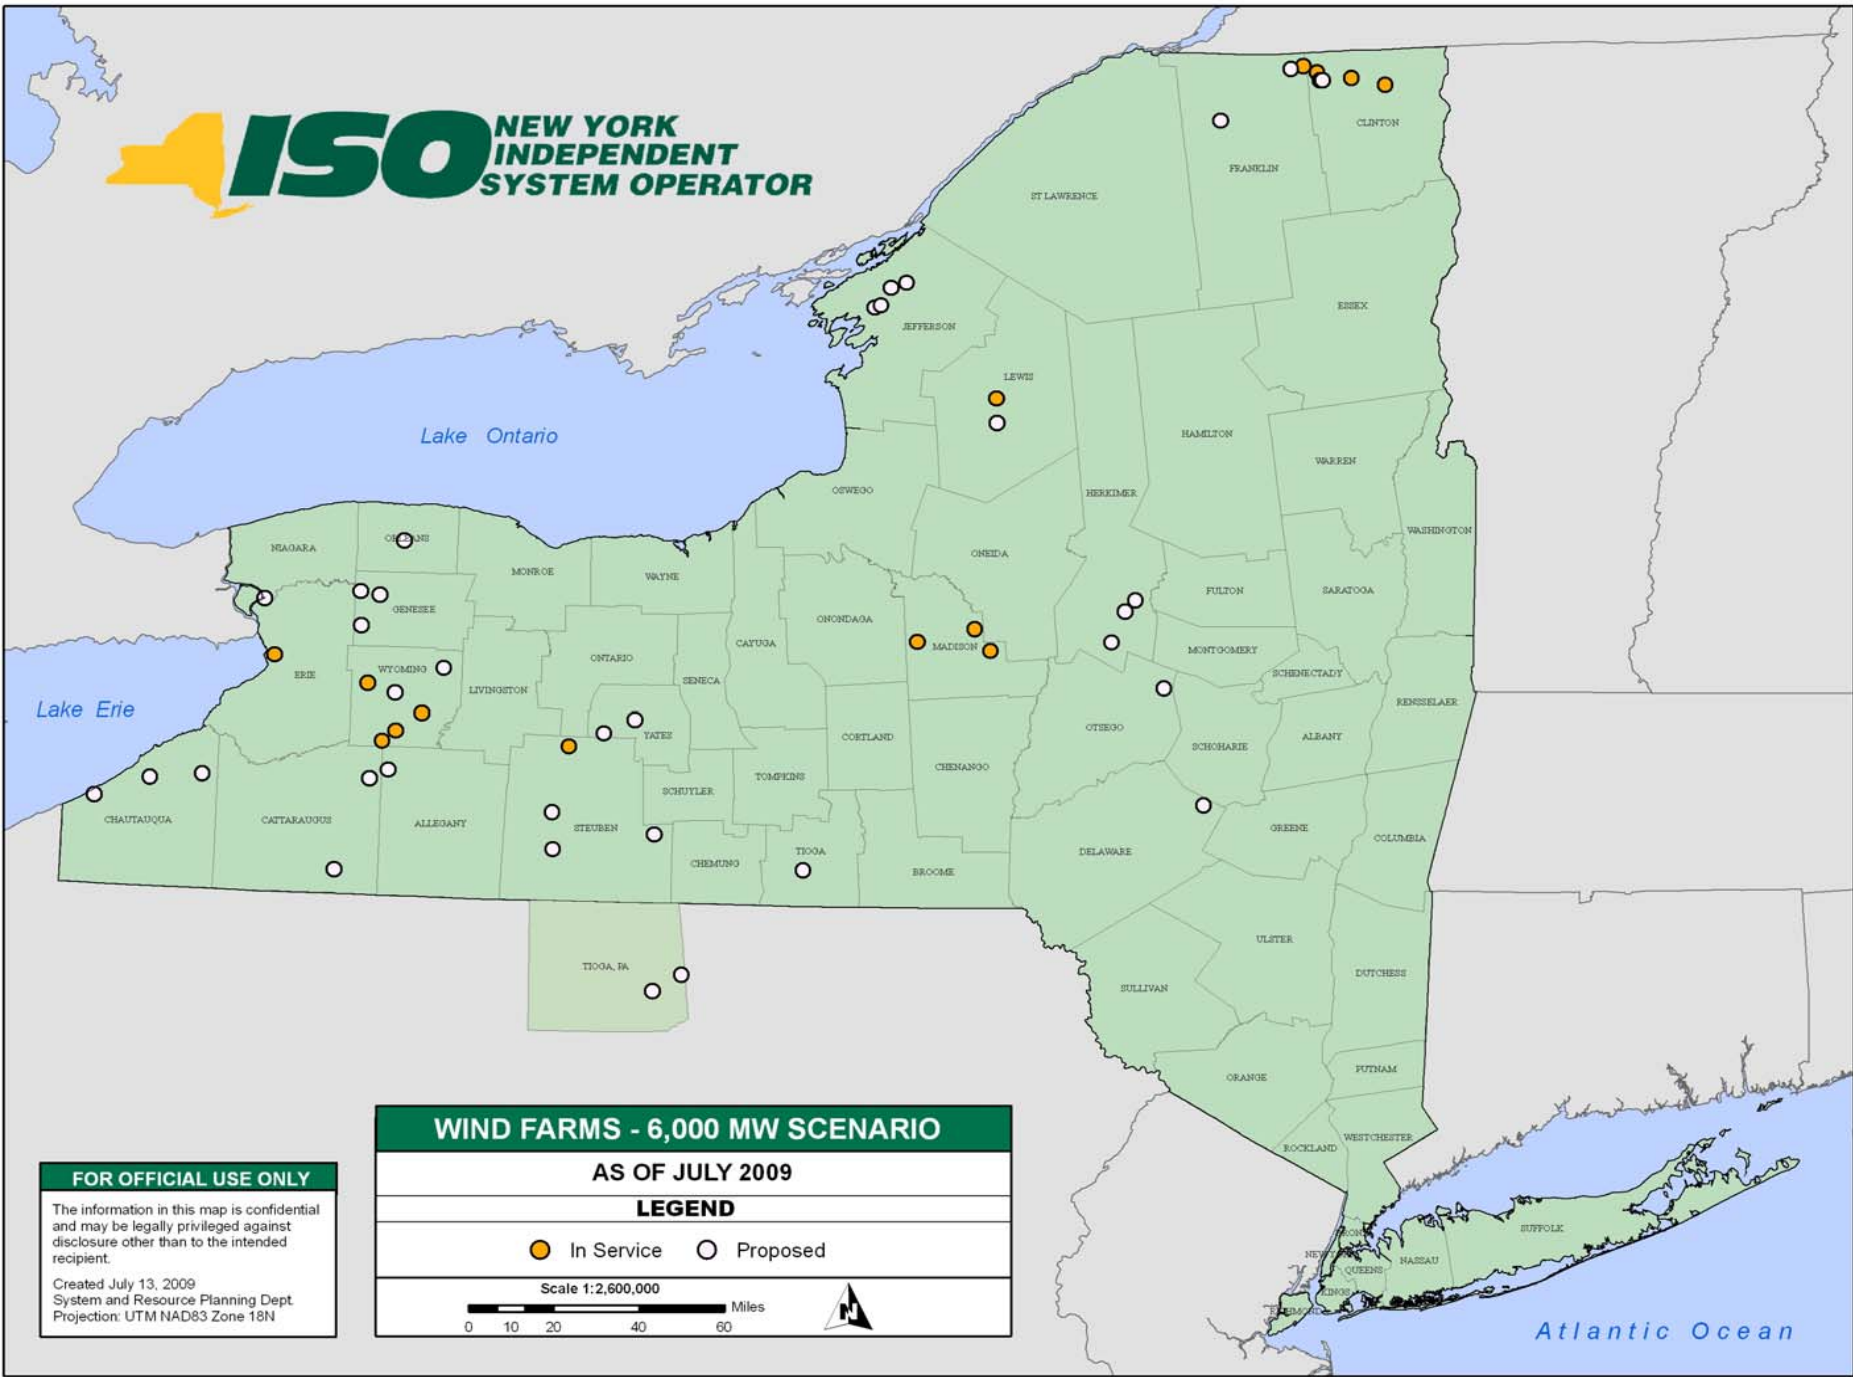 ISO NEW YORK
INDEPENDENT
SYSTEM OPERATOR
CLINTON
FRANKLIN
ST LAWRENCE
ESSEX
JEFFERSON
LEWIS
Lake Ontario
HAMILTON
WARREN
OSWEGO
HERKIMER
WASHINGTON
ORLEANS
NIAGARA
ONEIDA
MONROE
WAYNE
FULTON
SARATOGA
GENESEE
ONONDAGA
CAYUGA
MADISON
MONTGOMERY
ONTARIO
WYOMING
ERIE
SCHENECTADY
SENECA
LIVINGSTON
RENSSELAER
Lake Erie
OTSEGO
YATES
CORTLAND
ALBANY
SCHOHARIE
CHENANGO
TOMPKINS
SCHUYLER
CHAUTAUQUA
CATTARAUGUS
ALLEGANY
STEUBEN
GREENE
COLUMBIA
TIOGA
DELAWARE
CHEMUNG
BROOME
ULSTER
TIOGA, PA
DUTCHESS
SULLIVAN
PUTNAM
ORANGE
WESTCHESTER
ROCKLAND
SUFFOLK
BRONX
NASSAU
QUEENS
KINGS
RICHMOND
Atlantic Ocean
WIND FARMS - 6,000 MW SCENARIO
AS OF JULY 2009
LEGEND
In Service Proposed
Scale 1:2,600,000
Miles
0 10 20 40 60
N
FOR OFFICIAL USE ONLY
The information in this map is confidential
and may be legally privileged against
disclosure other than to the intended
recipient.
Created July 13, 2009
System and Resource Planning Dept.
Projection: UTM NAD83 Zone 18N